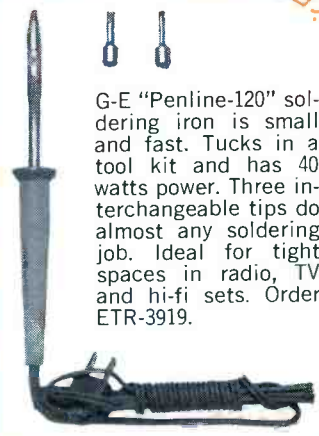 G-E “Penline-120” sol-
dering iron is small
and fast. Tucks in a
tool kit and has 40
watts power. Three in-
terchangeable tips do
almost any soldering
job. Ideal for tight
spaces in radio, TV
and hi-fi sets. Order
ETR-3919.